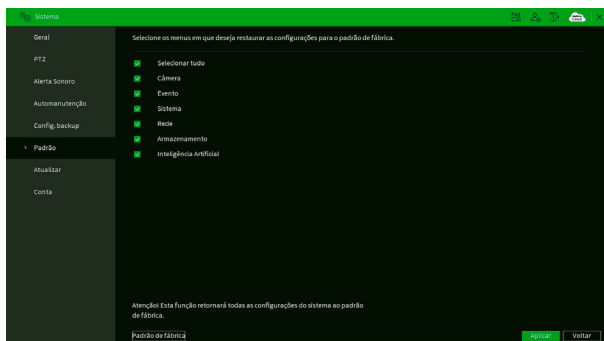 Sistema
Geral
PTZ
Alerta Sonoro
Automanutenção
Config. backup
> Padrão
Atualizar
Conta
Selecione os menus em que deseja restaurar as configurações para o padrão de fábrica.
Selecionar tudo
Câmera
Evento
Sistema
Rede
Armazenamento
Inteligência Artificial
Atenção! Esta função retornará todas as configurações do sistema ao padrão
de fábrica.
Padrão de fábrica
Aplicar Voltar